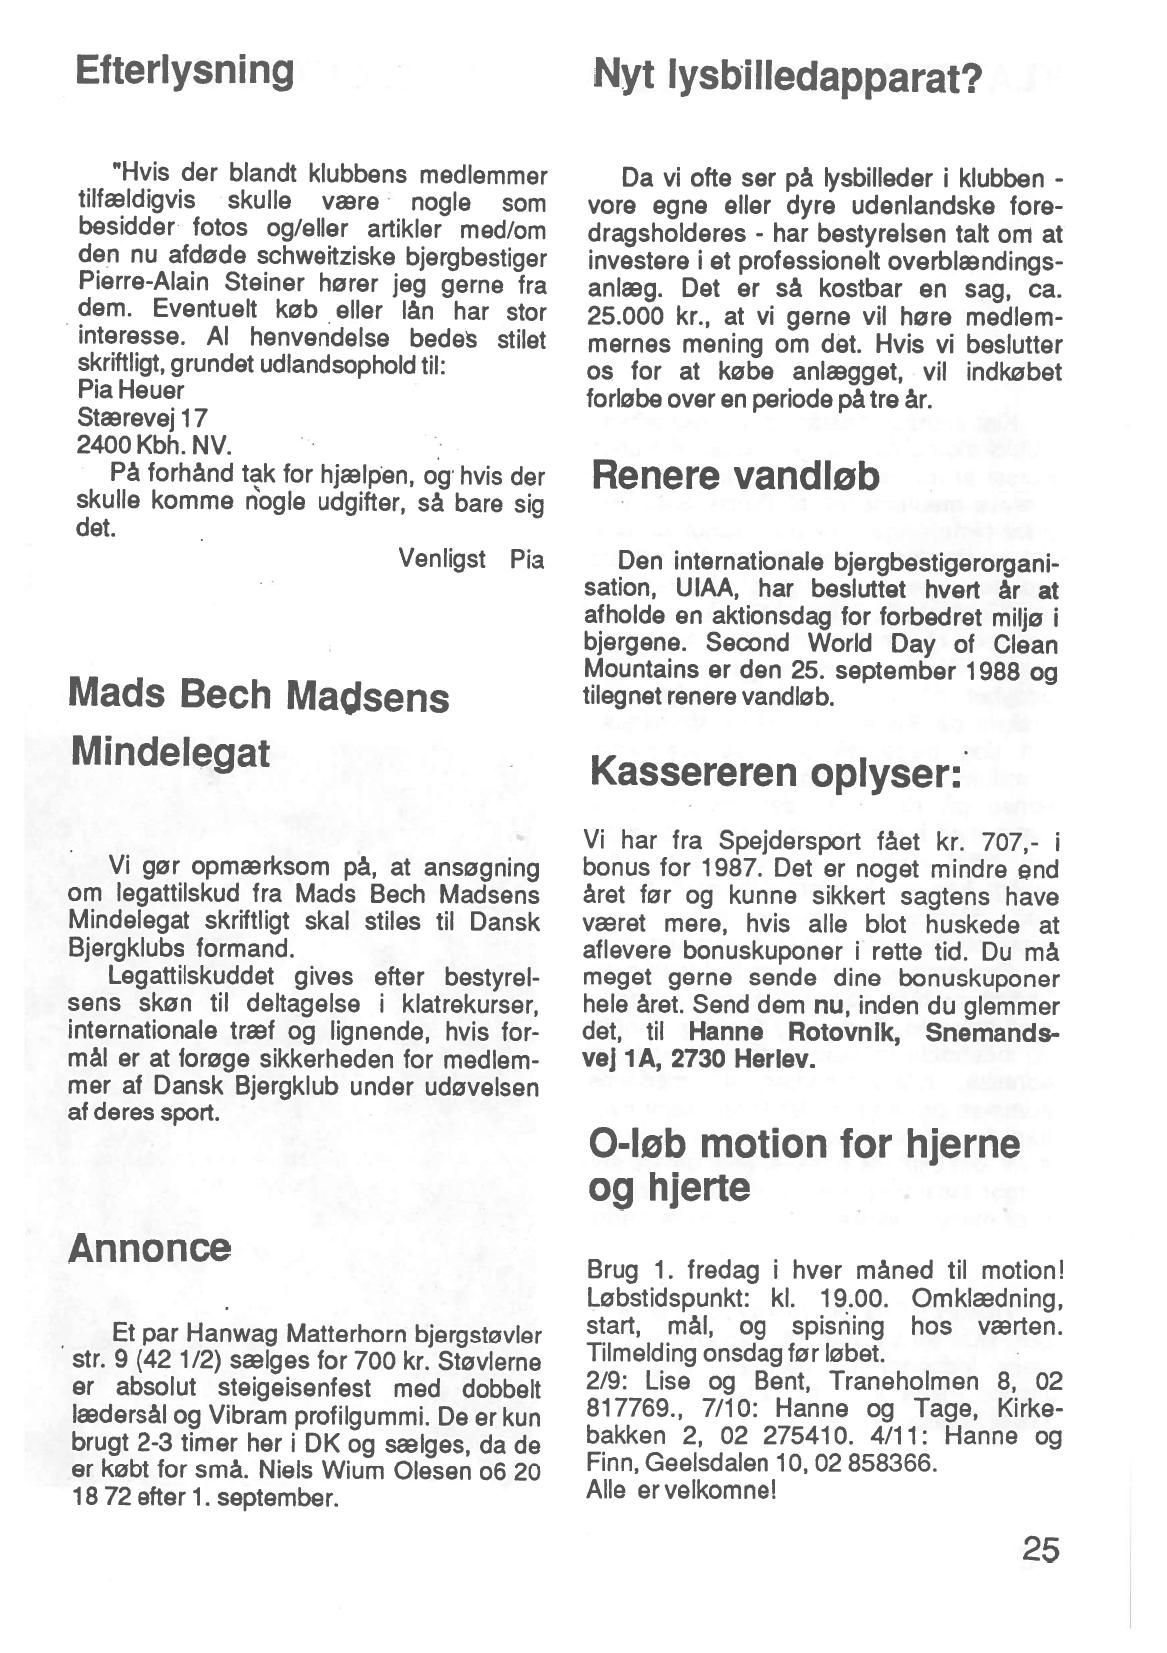 Efterlysning
"Hvis der blandt klubbens medlemmer
tilfældigvis skulle være nogle som
besidder fotos og/eller artikler med/om
den nu afdøde schweitziske bjergbestiger
Pierre-Alain Steiner hører jeg gerne fra
dem. Eventuelt køb eller lån har stor
interesse. Al henvendelse bedes stilet
skriftligt, grundet udlandsophold til:
Pia Heuer
Stærevej 17
2400 Kbh. NV.
På forhånd tak for hjælpen, og hvis der
skulle komme nogle udgifter, så bare sig
det.
Venligst Pia
Mads Bech Madsens
Mindelegat
Vi gør opmærksom på, at ansøgning
om legattilskud fra Mads Bech Madsens
Mindelegat skriftligt skal stiles til Dansk
Bjergklubs formand.
Legattilskuddet gives efter bestyrel-
sens skøn til deltagelse i klatrekurser,
internationale træf og lignende, hvis for-
mål er at forøge sikkerheden for medlem-
mer af Dansk Bjergklub under udøvelsen
af deres sport.
Annonce
Et par Hanwag Matterhorn bjergstøvler
str. 9 (42 1/2) sælges for 700 kr. Støvlerne
er absolut steigeisenfest med dobbelt
lædersål og Vibram profilgummi. De er kun
brugt 2-3 timer her i DK og sælges, da de
er købt for små. Niels Wium Olesen o6 20
18 72 efter 1. september.
Nyt lysbilledapparat?
Da vi ofte ser på lysbilleder i klubben -
vore egne eller dyre udenlandske fore-
dragsholderes - har bestyrelsen talt om at
investere i et professionelt overblændings-
anlæg. Det er så kostbar en sag, ca.
25.000 kr., at vi gerne vil høre medlem-
mernes mening om det. Hvis vi beslutter
os for at købe anlægget, vil indkøbet
forløbe over en periode på tre år.
Renere vandløb
Den internationale bjergbestigerorgani-
sation, UIAA, har besluttet hvert år at
afholde en aktionsdag for forbedret miljø i
bjergene. Second World Day of Clean
Mountains er den 25. september 1988 og
tilegnet renere vandløb.
Kassereren oplyser:
Vi har fra Spejdersport fået kr. 707,- i
bonus for 1987. Det er noget mindre end
året før og kunne sikkert sagtens have
været mere, hvis alle blot huskede at
aflevere bonuskuponer i rette tid. Du må
meget gerne sende dine bonuskuponer
hele året. Send dem nu, inden du glemmer
det, til Hanne Rotovnik, Snemands-
vej 1A, 2730 Herlev.
O-løb motion for hjerne
og hjerte
Brug 1. fredag i hver måned til motion!
Løbstidspunkt: kl. 19.00. Omklædning,
start, mål, og spisning hos værten.
Tilmelding onsdag før løbet.
2/9: Lise og Bent, Traneholmen 8, 02
817769., 7/10: Hanne og Tage, Kirke-
bakken 2, 02 275410. 4/11: Hanne og
Finn, Geelsdalen 10, 02 858366.
Alle er velkomne!
25